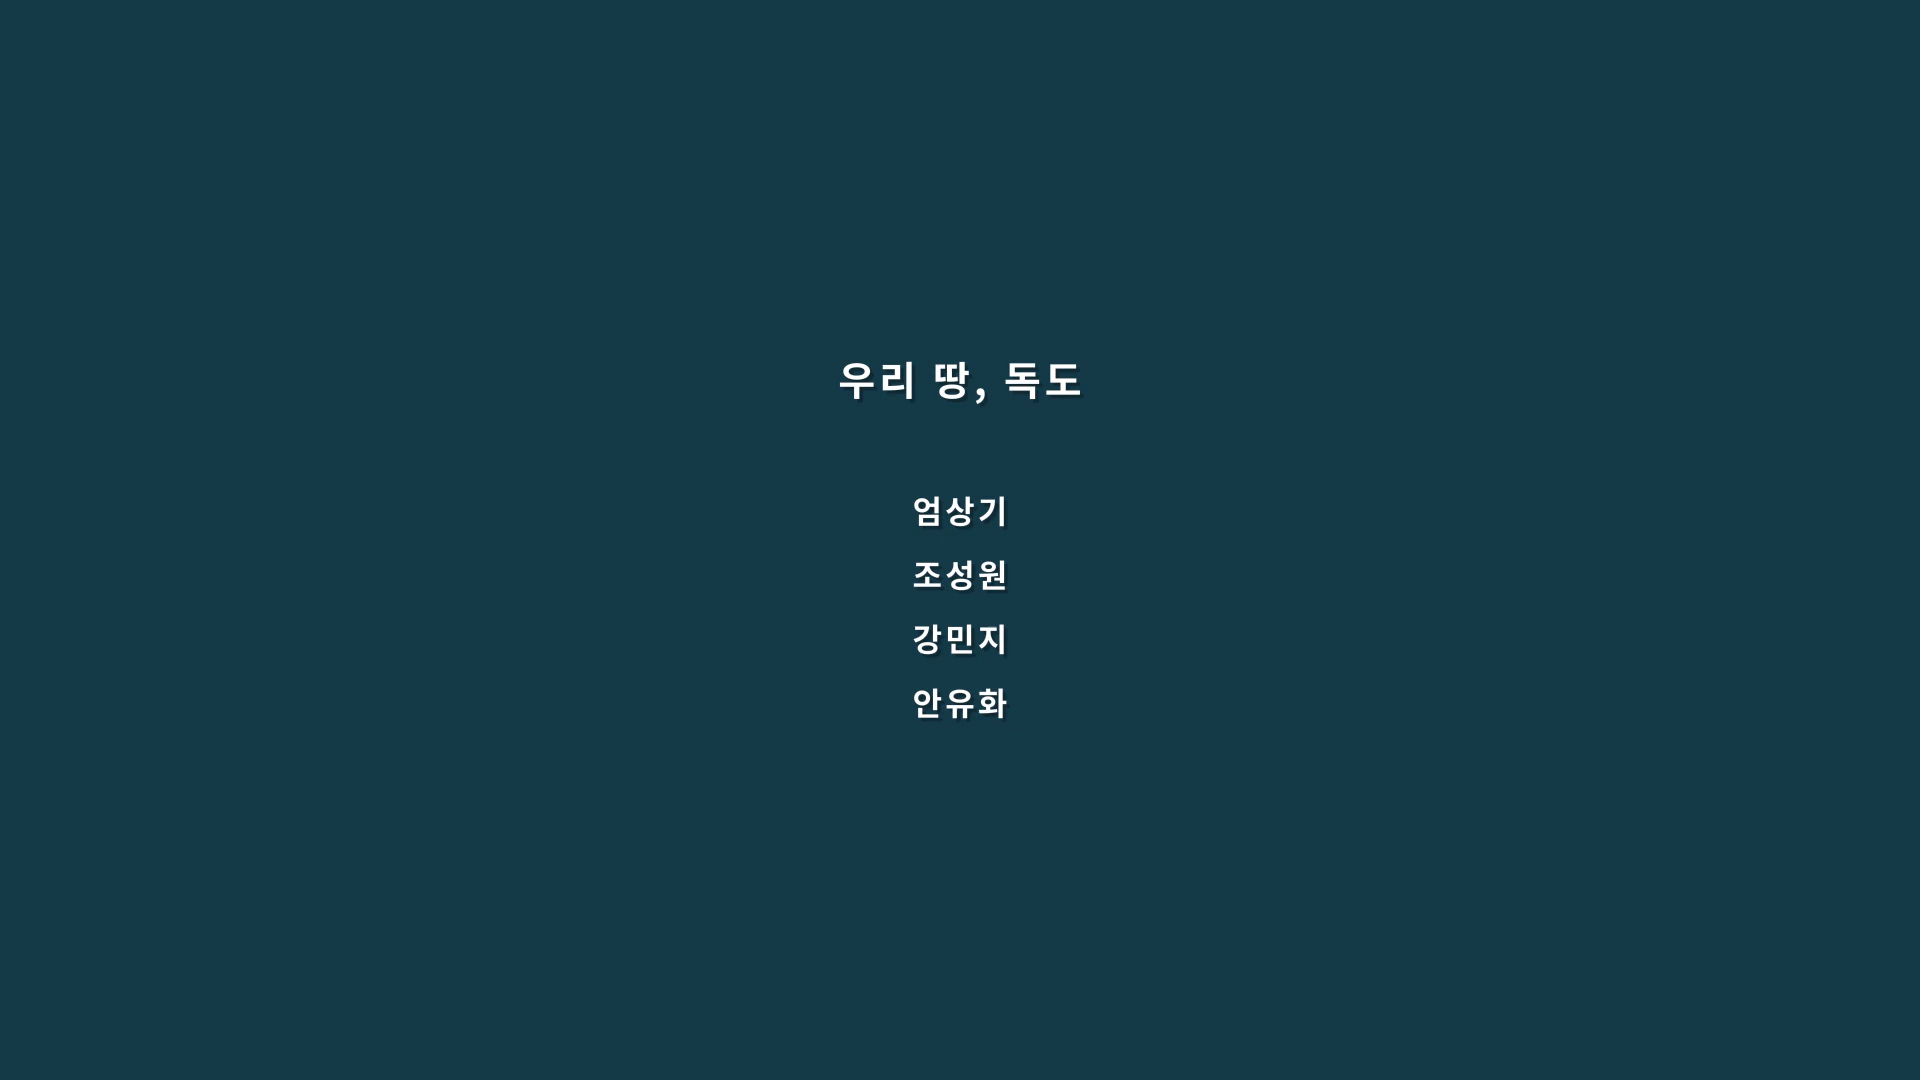 우리 땅, 독도
엄상기
조성원
강민지
안유화